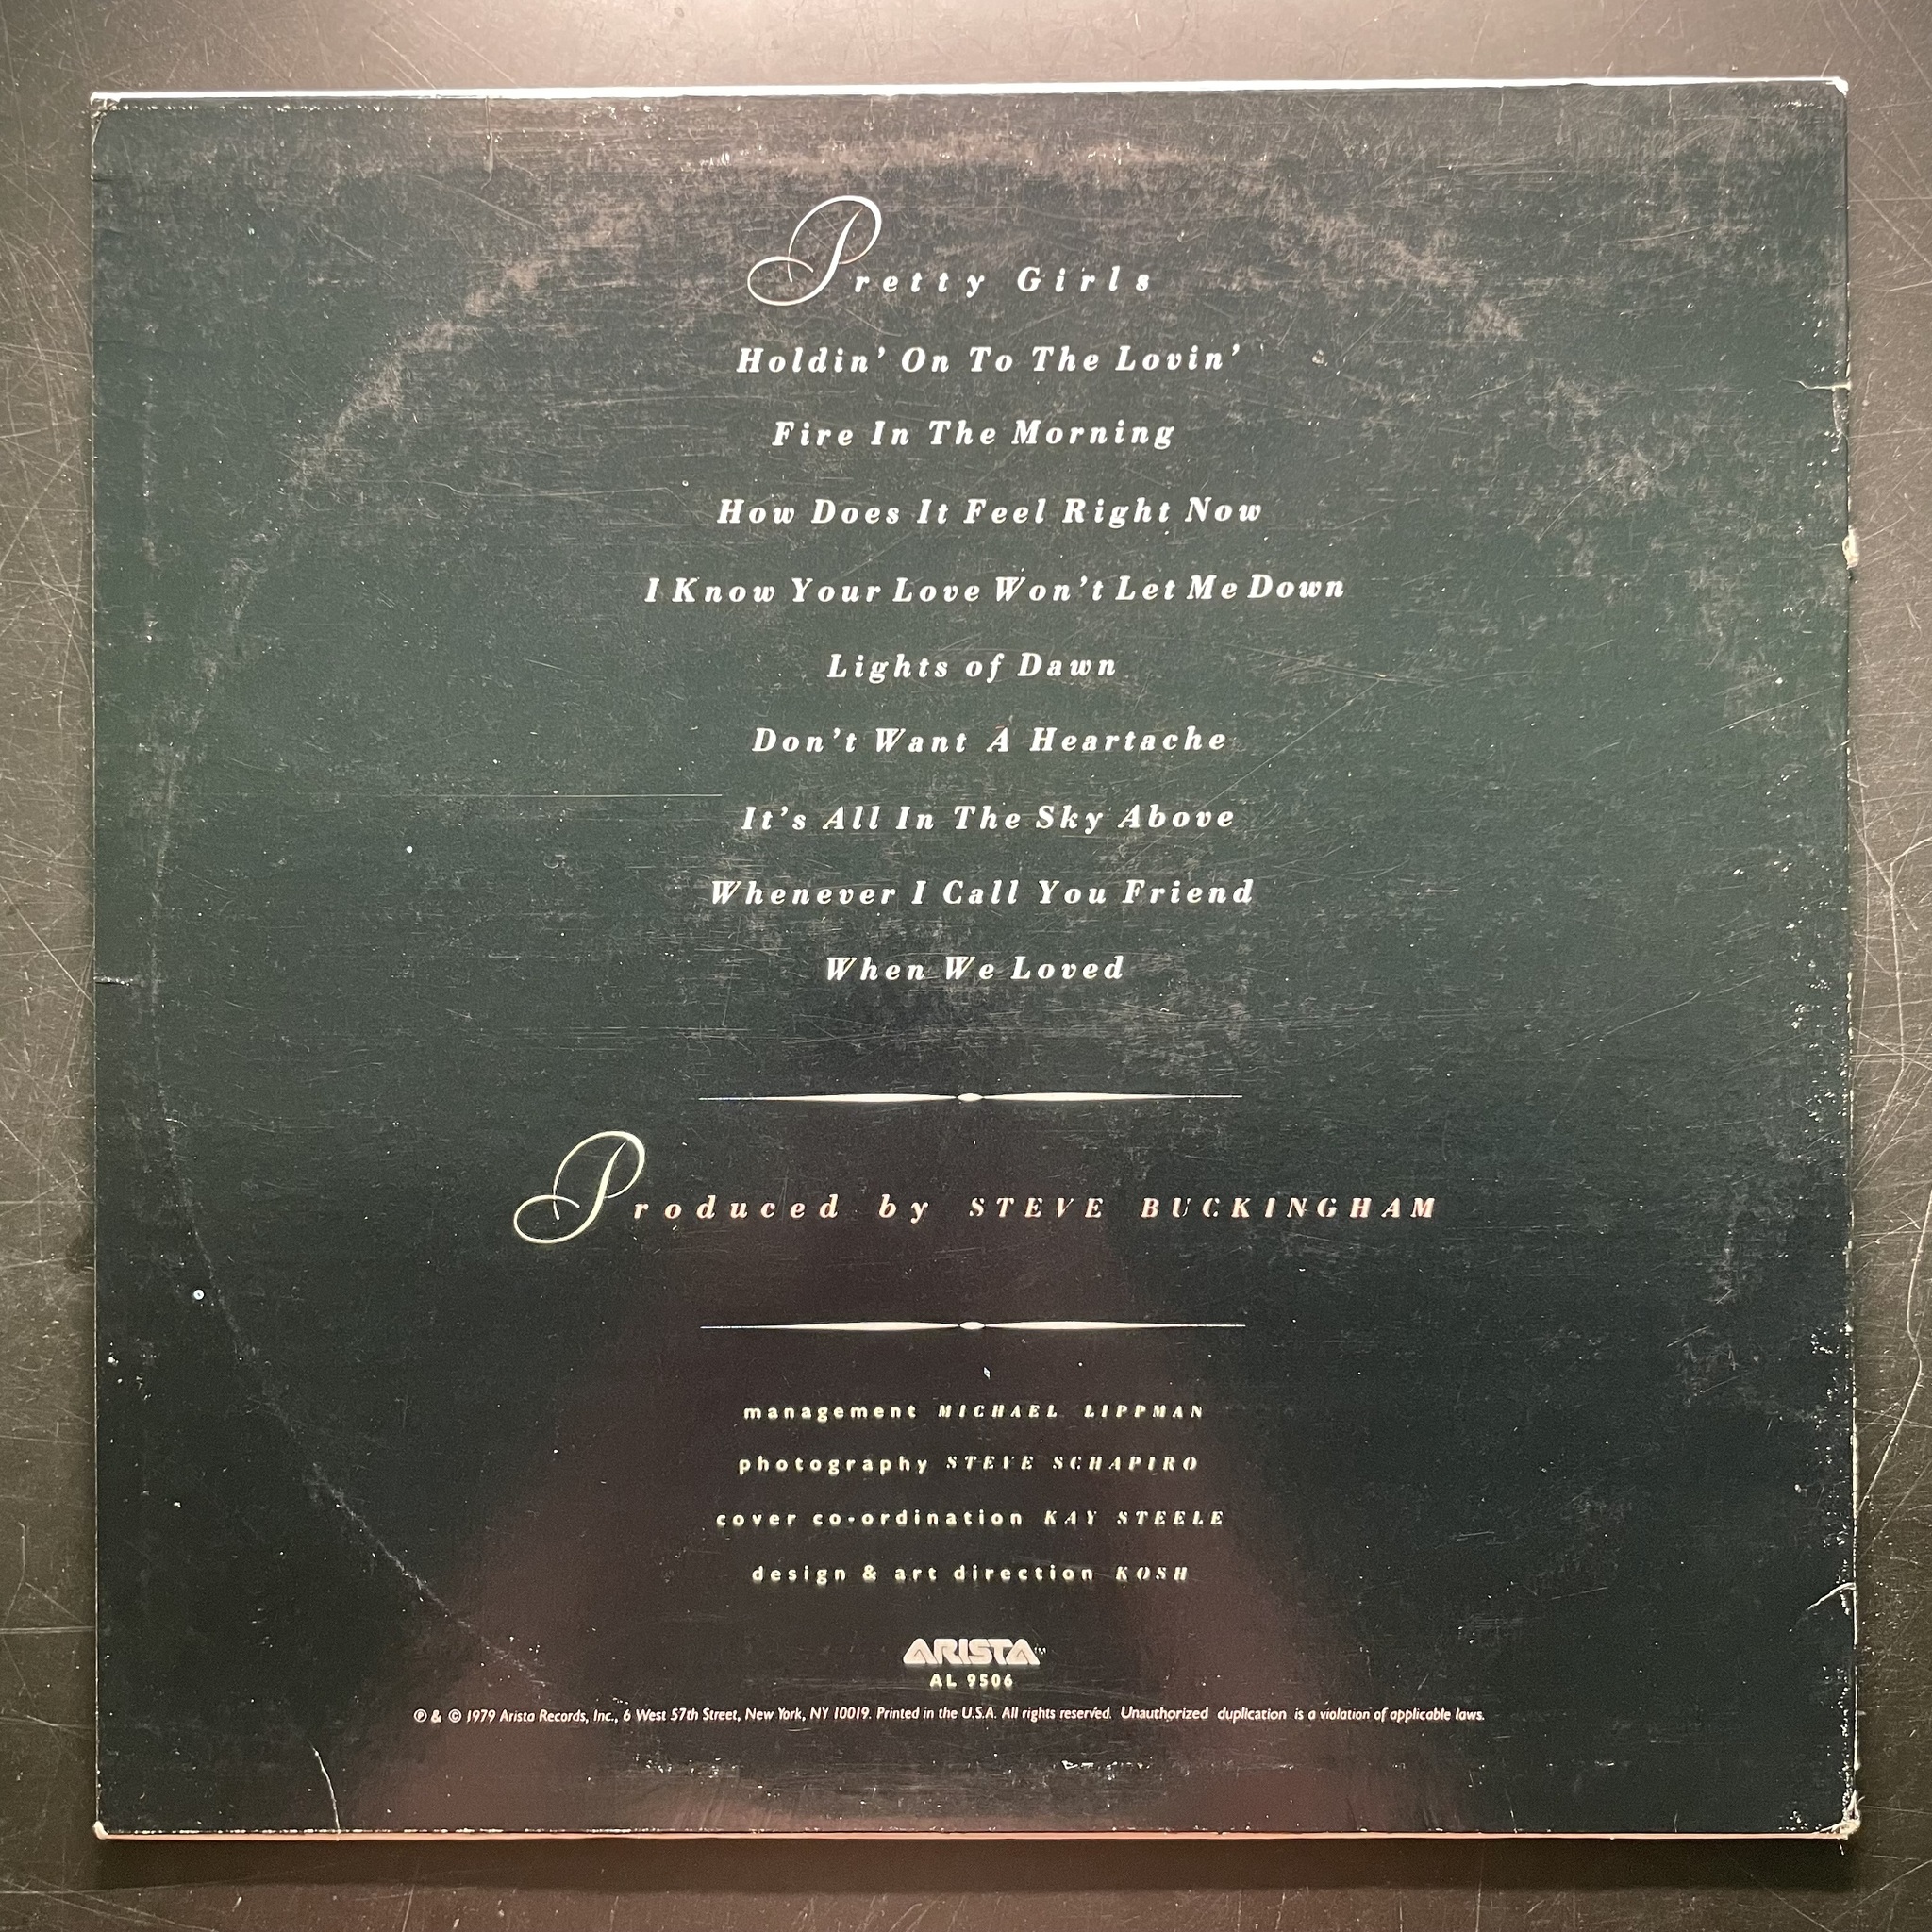 Pretty Girls
Holdin' On To The Lovin'
Fire In The Morning
How Does It Feel Right Now
I Know Your Love Won't Let Me Down
Lights of Dawn
Don't Want A Heartache
It's All In The Sky Above
Whenever I Call You Friend
When We Loved
Produced by STEVE BUCKINGHAM
management MICHAEL LIPPMAN
photography STEVE SCHAPIRO
cover co-ordination KAY STEELE
design & art direction KOSH
ARISTA™
AL 9506
℗ & © 1979 Arista Records, Inc., 6 West 57th Street, New York, NY 10019. Printed in the U.S.A. All rights reserved. Unauthorized duplication is a violation of applicable laws.